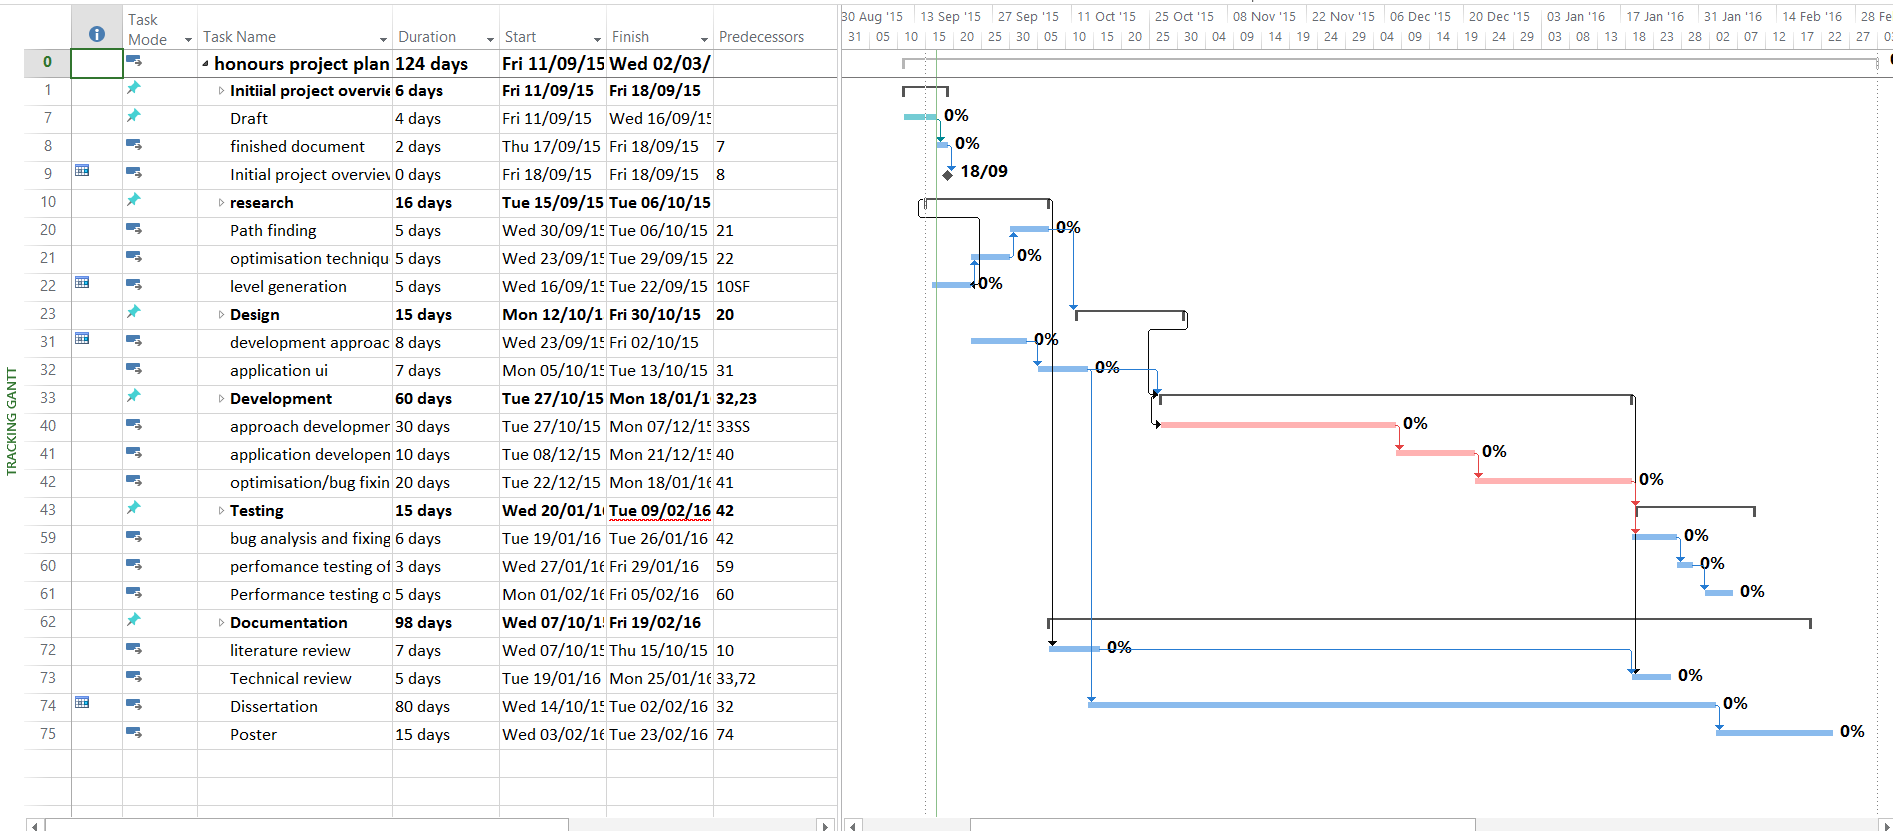 Task Mode Task Name Duration Start Finish Predecessors
30 Aug '15 13 Sep '15 27 Sep '15 11 Oct '15 25 Oct '15 08 Nov '15 22 Nov '15 06 Dec '15 20 Dec '15 03 Jan '16 17 Jan '16 31 Jan '16 14 Feb '16 28 Fe
31 05 10 15 20 25 30 05 10 15 20 25 30 04 09 14 19 24 29 04 09 14 19 24 29 03 08 13 18 23 28 02 07 12 17 22 27 03
0 honours project plan 124 days Fri 11/09/15 Wed 02/03/
1 Initiial project overvie 6 days Fri 11/09/15 Fri 18/09/15
7 Draft 4 days Fri 11/09/15 Wed 16/09/15 0%
8 finished document 2 days Thu 17/09/15 Fri 18/09/15 7 0%
9 Initial project overview 0 days Fri 18/09/15 Fri 18/09/15 8 18/09
10 research 16 days Tue 15/09/15 Tue 06/10/15
20 Path finding 5 days Wed 30/09/15 Tue 06/10/15 21 0%
21 optimisation techniqu 5 days Wed 23/09/15 Tue 29/09/15 22 0%
22 level generation 5 days Wed 16/09/15 Tue 22/09/15 10SF 0%
23 Design 15 days Mon 12/10/1 Fri 30/10/15 20
31 development approac 8 days Wed 23/09/15 Fri 02/10/15 0%
32 application ui 7 days Mon 05/10/15 Tue 13/10/15 31 0%
33 Development 60 days Tue 27/10/15 Mon 18/01/1 32,23
40 approach developmer 30 days Tue 27/10/15 Mon 07/12/15 33SS 0%
41 application developen 10 days Tue 08/12/15 Mon 21/12/15 40 0%
42 optimisation/bug fixin 20 days Tue 22/12/15 Mon 18/01/16 41 0%
43 Testing 15 days Wed 20/01/1 Tue 09/02/16 42
59 bug analysis and fixing 6 days Tue 19/01/16 Tue 26/01/16 42 0%
60 perfomance testing of 3 days Wed 27/01/16 Fri 29/01/16 59 0%
61 Performance testing o 5 days Mon 01/02/16 Fri 05/02/16 60 0%
62 Documentation 98 days Wed 07/10/15 Fri 19/02/16
72 literature review 7 days Wed 07/10/15 Thu 15/10/15 10 0%
73 Technical review 5 days Tue 19/01/16 Mon 25/01/16 33,72 0%
74 Dissertation 80 days Wed 14/10/15 Tue 02/02/16 32 0%
75 Poster 15 days Wed 03/02/16 Tue 23/02/16 74 0%
TRACKING GANTT